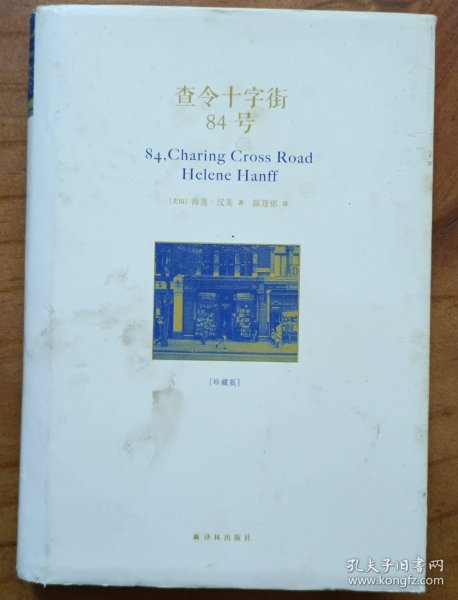 查令十字街
84号
84,Charing Cross Road
Helene Hanff
[美国] 海莲·汉芙 著 陈建铭 译
[珍藏版]
译林出版社
孔夫子旧书网
www.kongfz.com